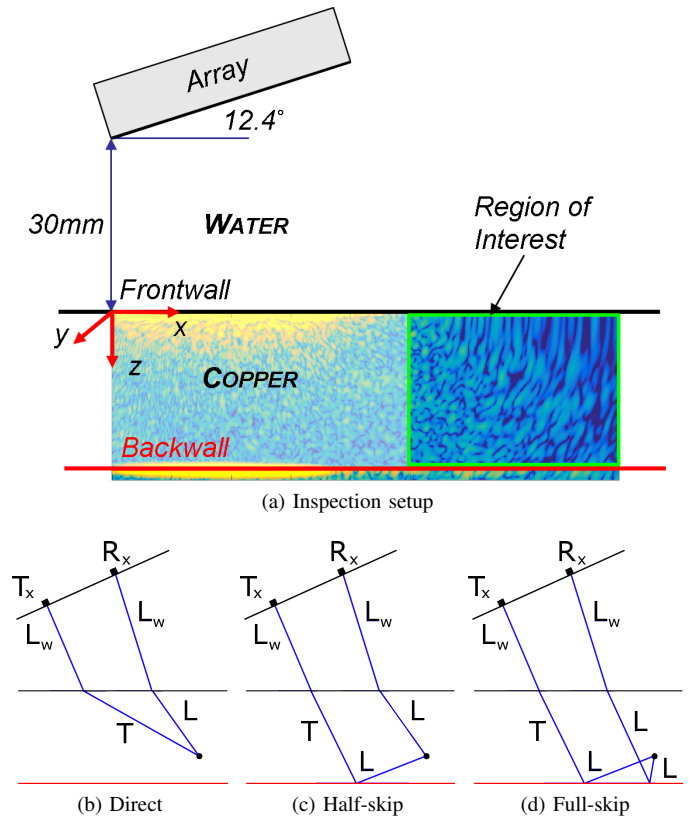 Array
12.4°
30mm
WATER
Region of
Interest
Frontwall
x
y
z
COPPER
Backwall
(a) Inspection setup
Rx
Tx
Lw
Lw
T
L
(b) Direct
Rx
Tx
Lw
Lw
T
L
L
(c) Half-skip
Rx
Tx
Lw
Lw
T
L
L
L
(d) Full-skip